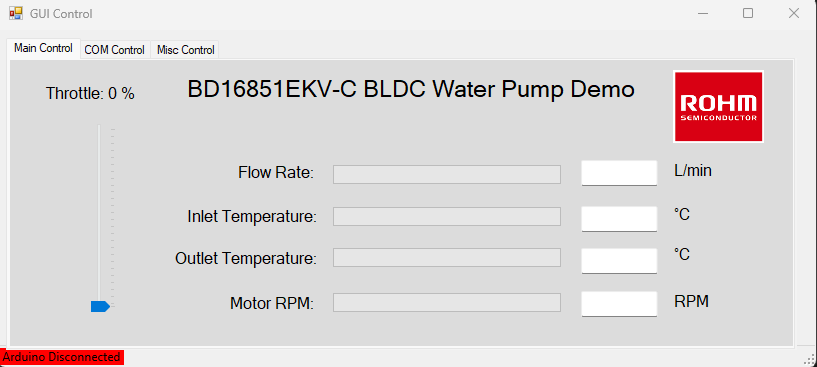 GUI Control
Main Control COM Control Misc Control
Throttle: 0 %
BD16851EKV-C BLDC Water Pump Demo
ROHM
SEMICONDUCTOR
Flow Rate: L/min
Inlet Temperature: °C
Outlet Temperature: °C
Motor RPM: RPM
Arduino Disconnected